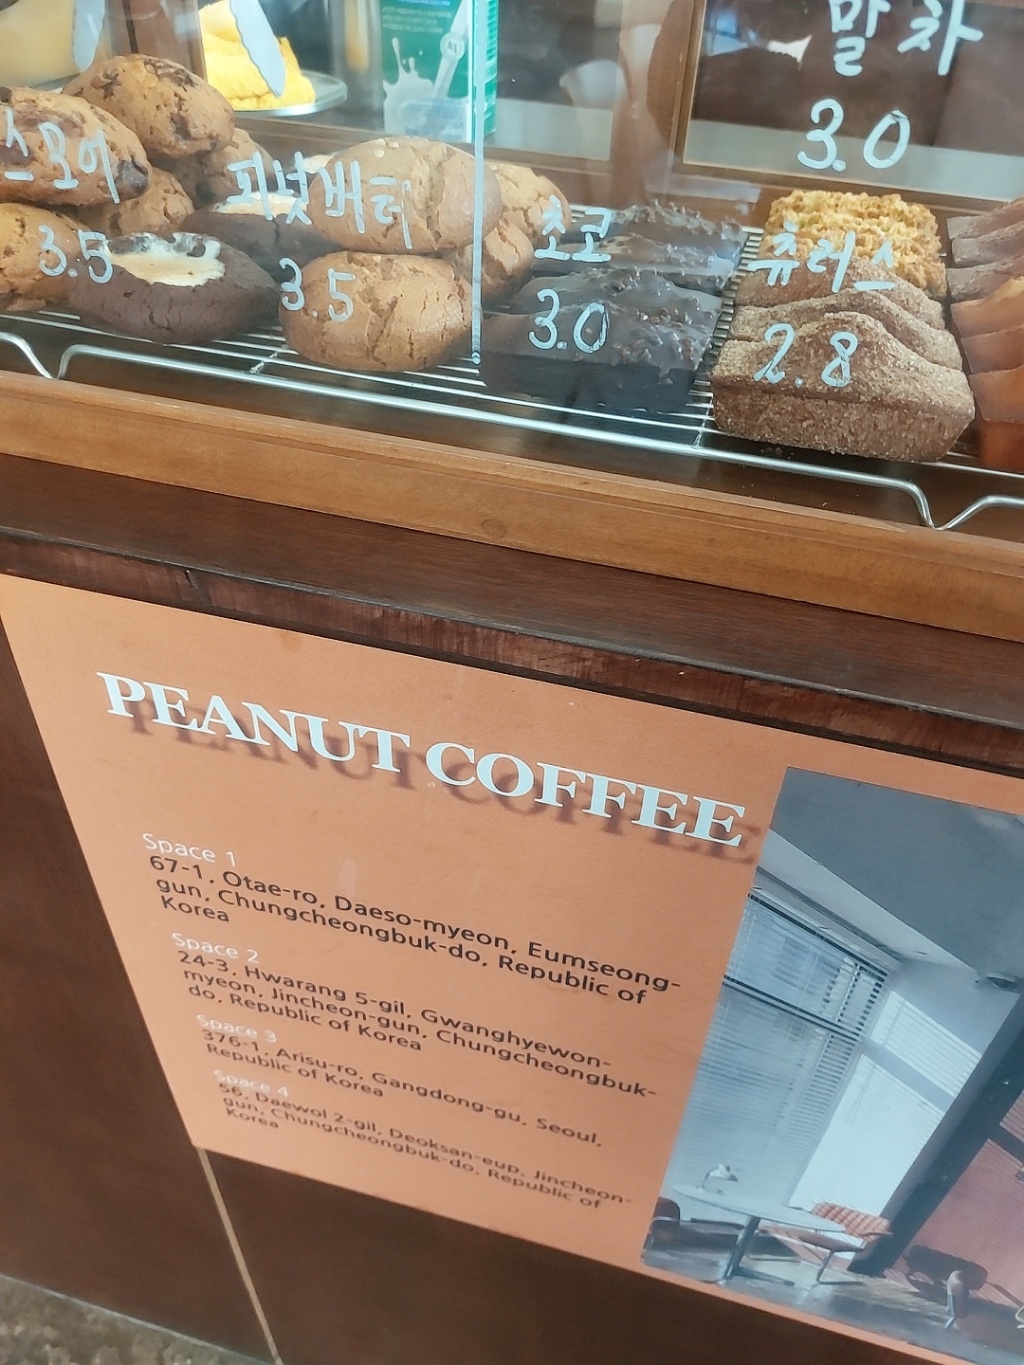 말차
3.0
스모어
3.5
피넛버터
3.5
초코
3.0
츄러스
2.8
PEANUT COFFEE
Space 1
67-1, Otae-ro, Daeso-myeon, Eumseong-
gun, Chungcheongbuk-do, Republic of
Korea
Space 2
24-3, Hwarang 5-gil, Gwanghyewon-
myeon, Jincheon-gun, Chungcheongbuk-
do, Republic of Korea
Space 3
376-1, Arisu-ro, Gangdong-gu, Seoul,
Republic of Korea
Space 4
56, Daewol 2-gil, Deoksan-eup, Jincheon-
gun, Chungcheongbuk-do, Republic of
Korea